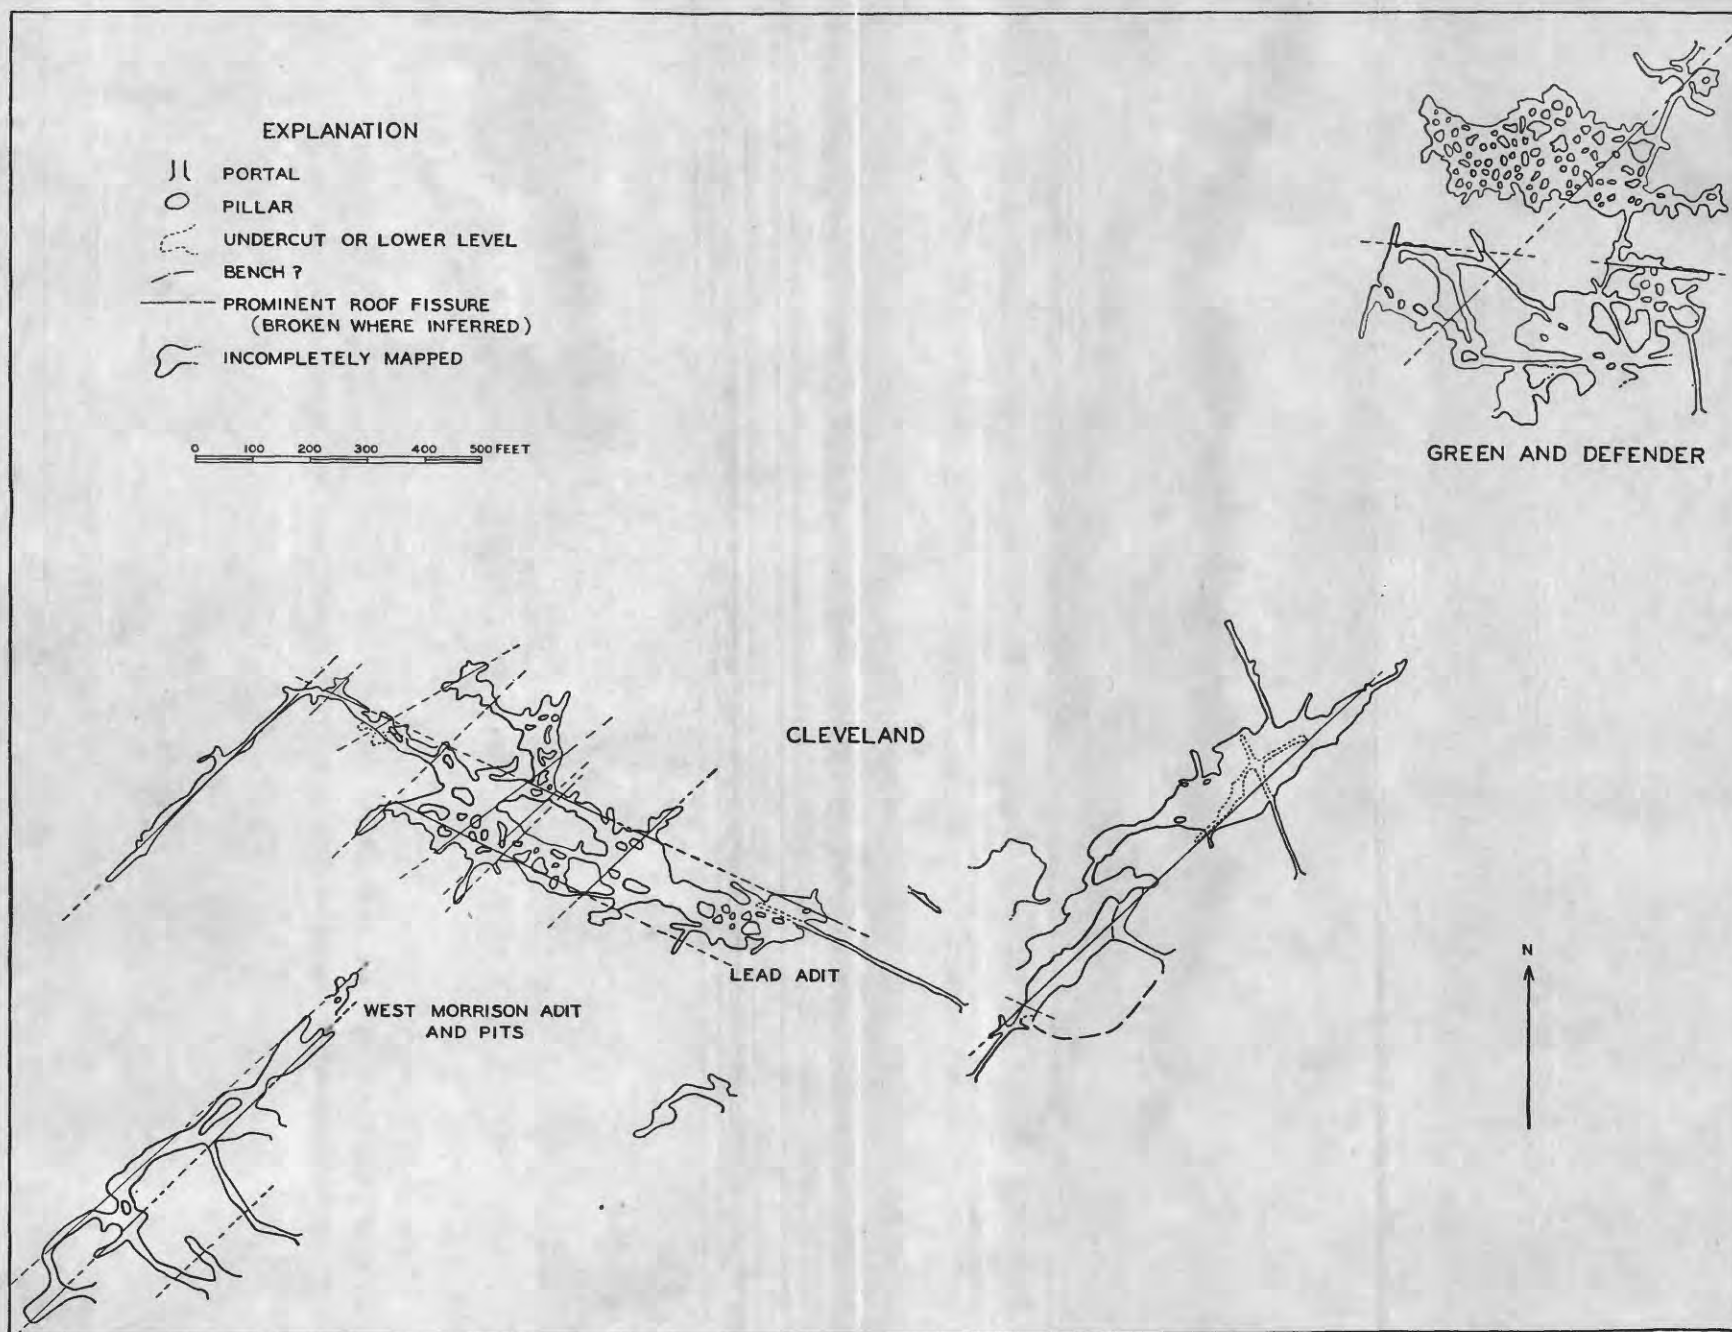 EXPLANATION
PORTAL
PILLAR
UNDERCUT OR LOWER LEVEL
BENCH ?
PROMINENT ROOF FISSURE
(BROKEN WHERE INFERRED)
INCOMPLETELY MAPPED
0 100 200 300 400 500 FEET
GREEN AND DEFENDER
CLEVELAND
LEAD ADIT
N
WEST MORRISON ADIT
AND PITS